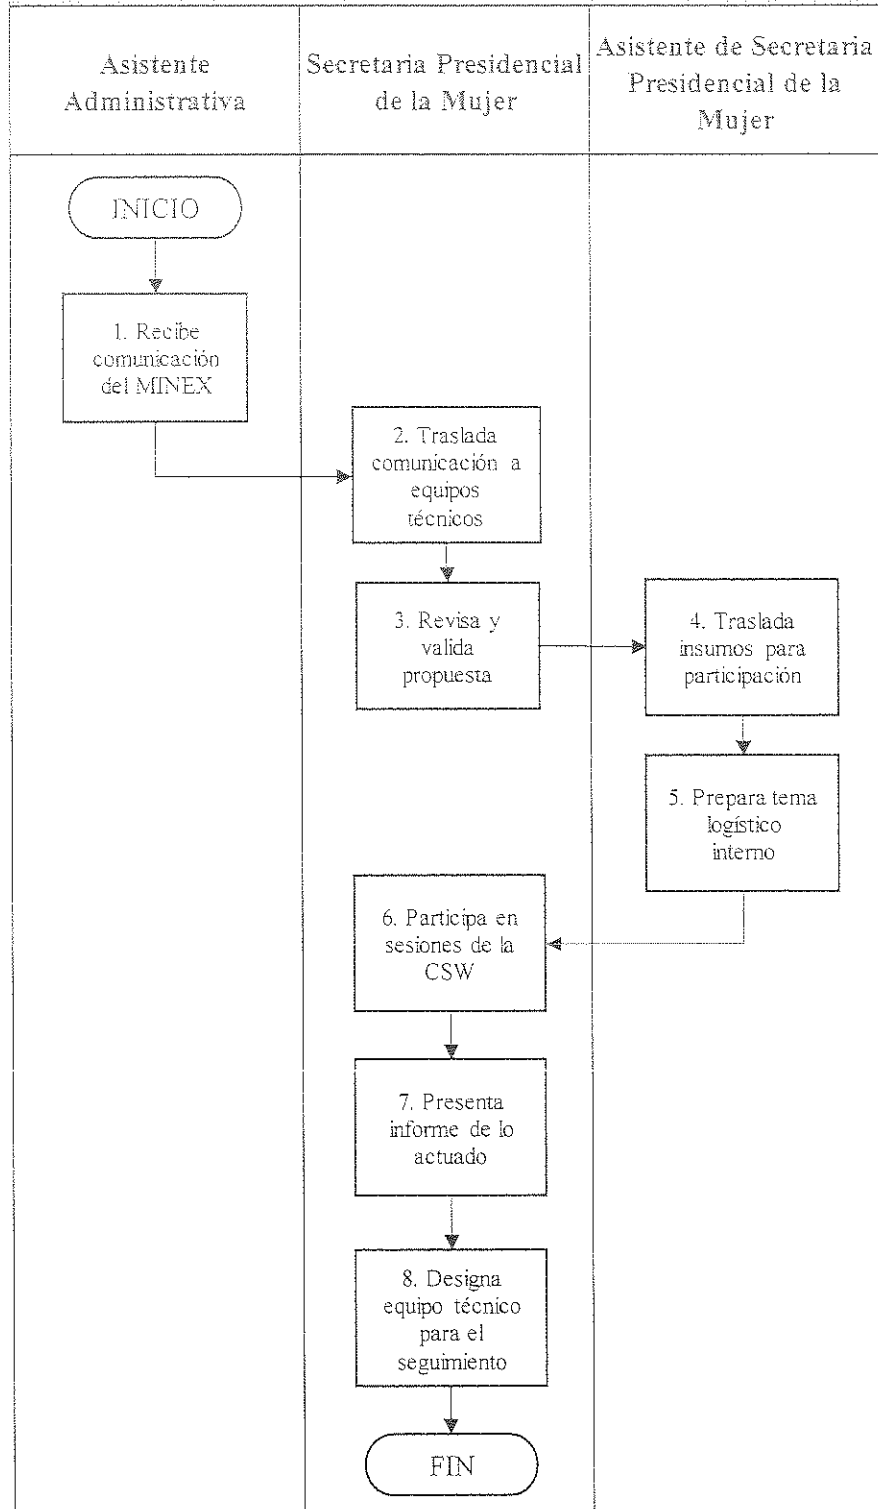 Asistente
Administrativa
Secretaria Presidencial
de la Mujer
Asistente de Secretaria
Presidencial de la
Mujer
INICIO
1. Recibe
comunicación
del MINEX
2. Traslada
comunicación a
equipos
técnicos
3. Revisa y
valida
propuesta
4. Traslada
insumos para
participación
5. Prepara tema
logístico
interno
6. Participa en
sesiones de la
CSW
7. Presenta
informe de lo
actuado
8. Designa
equipo técnico
para el
seguimiento
FIN